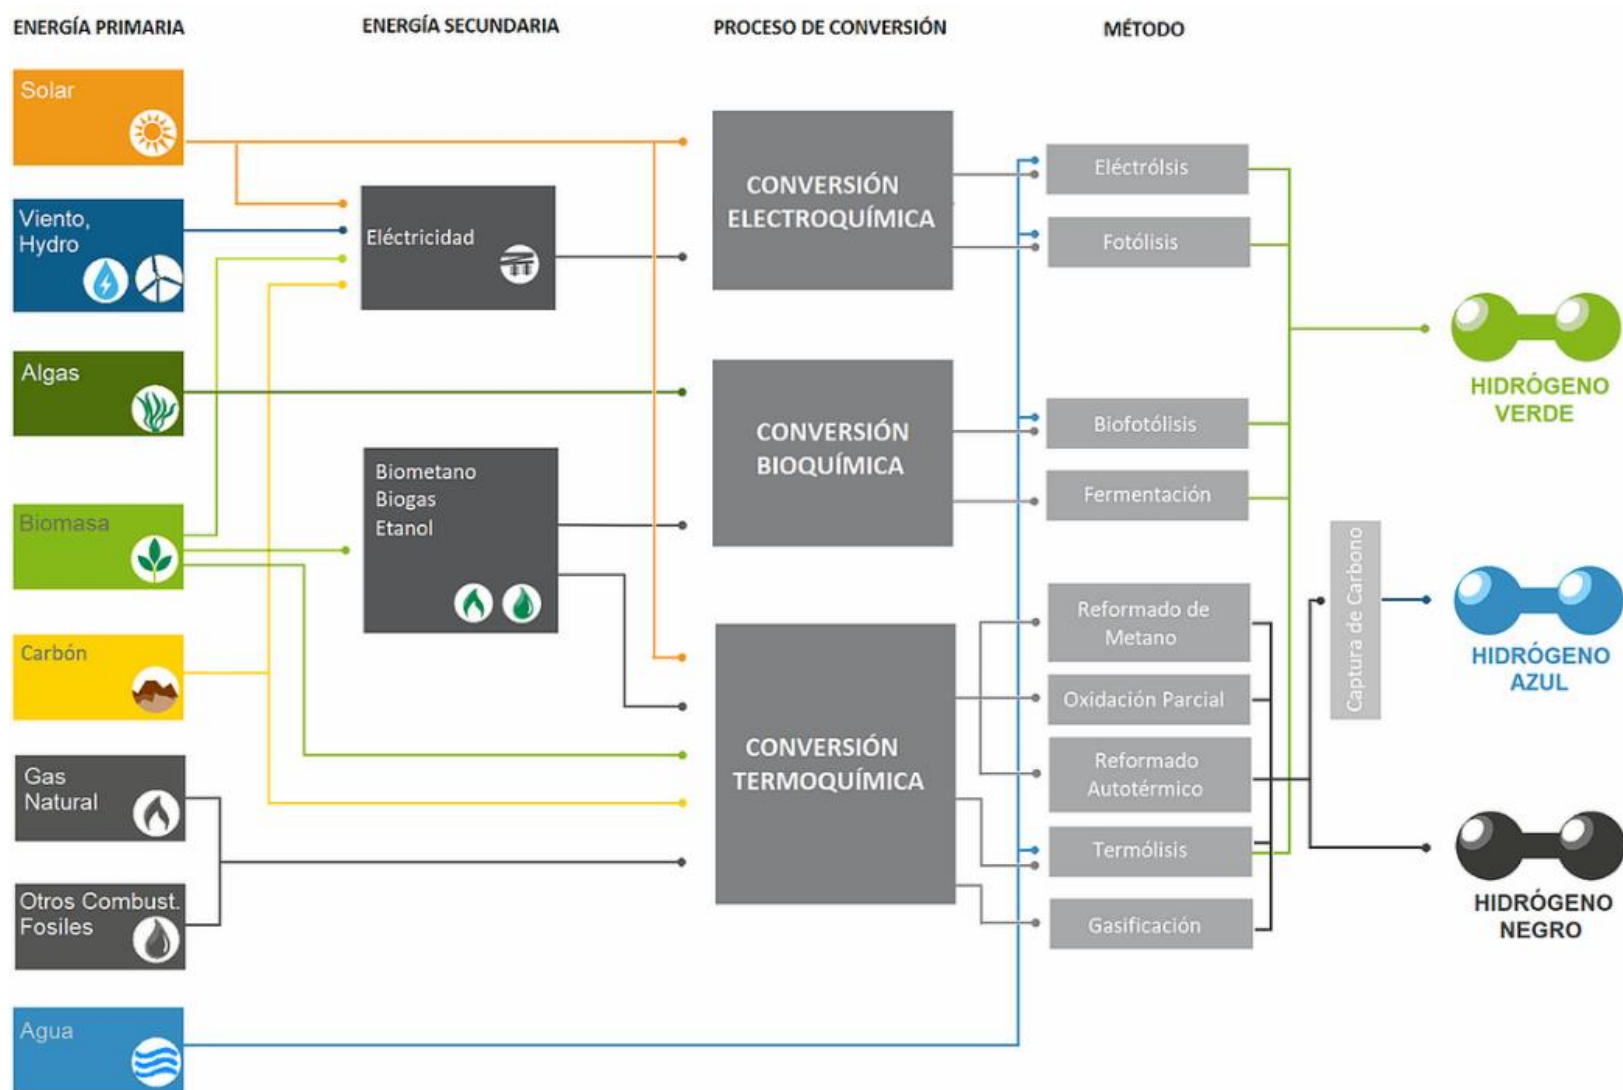 ENERGÍA PRIMARIA
ENERGÍA SECUNDARIA
PROCESO DE CONVERSIÓN
MÉTODO
Solar
Viento,
Hydro
Algas
Biomasa
Carbón
Gas
Natural
Otros Combust.
Fosiles
Agua
Eléctricidad
Biometano
Biogas
Etanol
CONVERSIÓN
ELECTROQUÍMICA
CONVERSIÓN
BIOQUÍMICA
CONVERSIÓN
TERMOQUÍMICA
Eléctrólsis
Fotólisis
Biofotólisis
Fermentación
Reformado de
Metano
Oxidación Parcial
Reformado
Autotérmico
Termólisis
Gasificación
Captura de Carbono
HIDRÓGENO
VERDE
HIDRÓGENO
AZUL
HIDRÓGENO
NEGRO